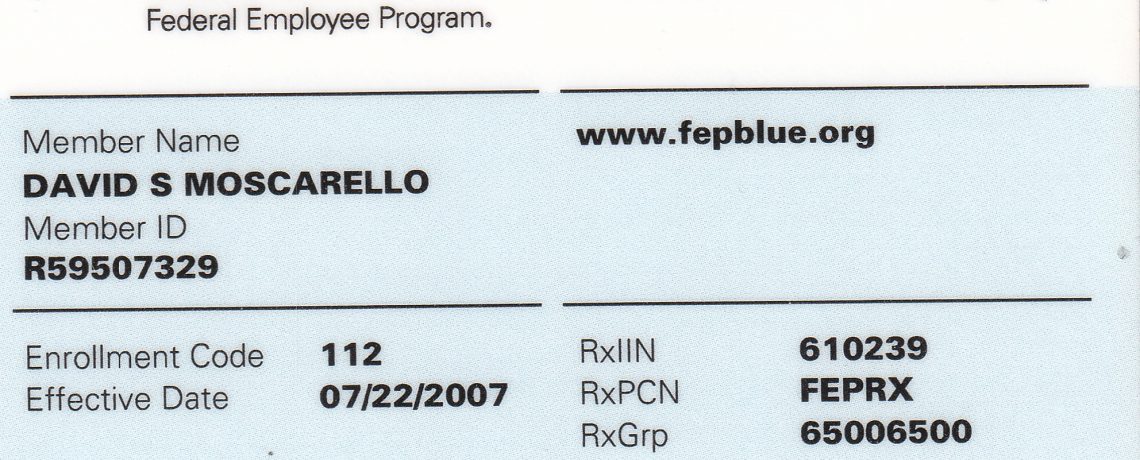 Federal Employee Program.
Member Name
DAVID S MOSCARELLO
Member ID
R59507329
www.fepblue.org
Enrollment Code 112
Effective Date 07/22/2007
RxIIN 610239
RxPCN FEPRX
RxGrp 65006500